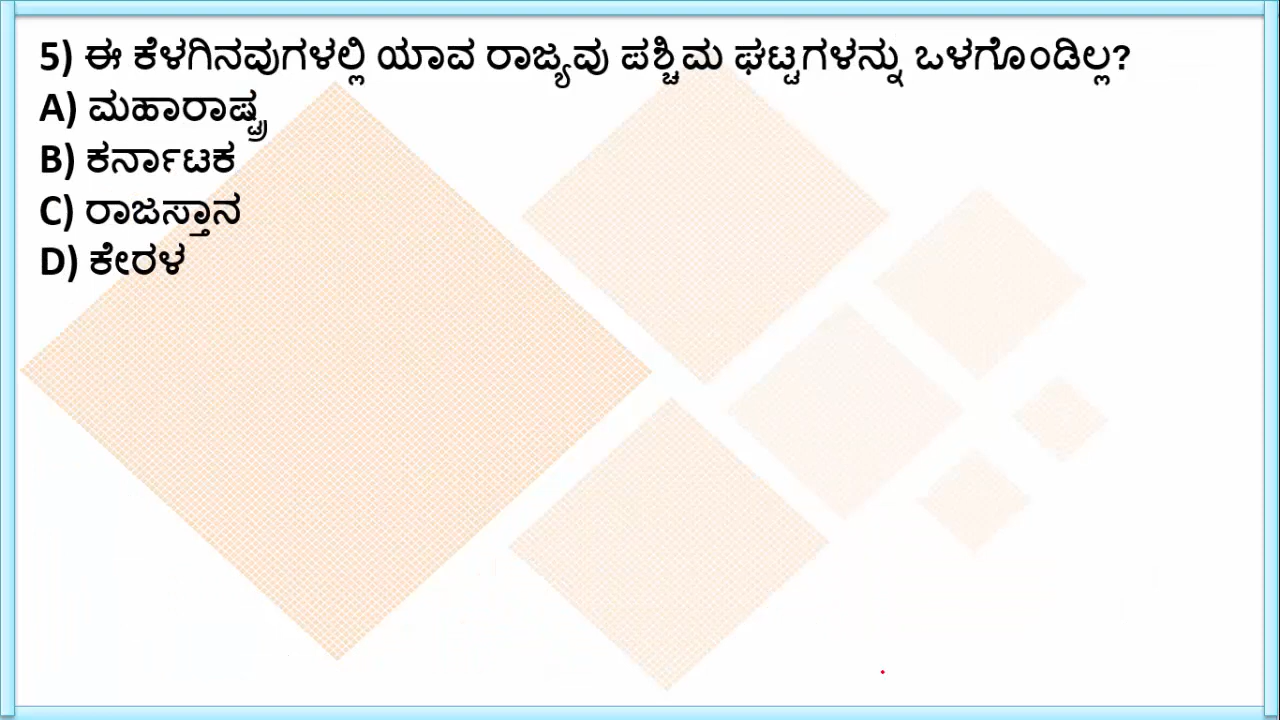 5) ಈ ಕೆಳಗಿನವುಗಳಲ್ಲಿ ಯಾವ ರಾಜ್ಯವು ಪಶ್ಚಿಮ ಘಟ್ಟಗಳನ್ನು ಒಳಗೊಂಡಿಲ್ಲ?
A) ಮಹಾರಾಷ್ಟ್ರ
B) ಕರ್ನಾಟಕ
C) ರಾಜಸ್ತಾನ
D) ಕೇರಳ